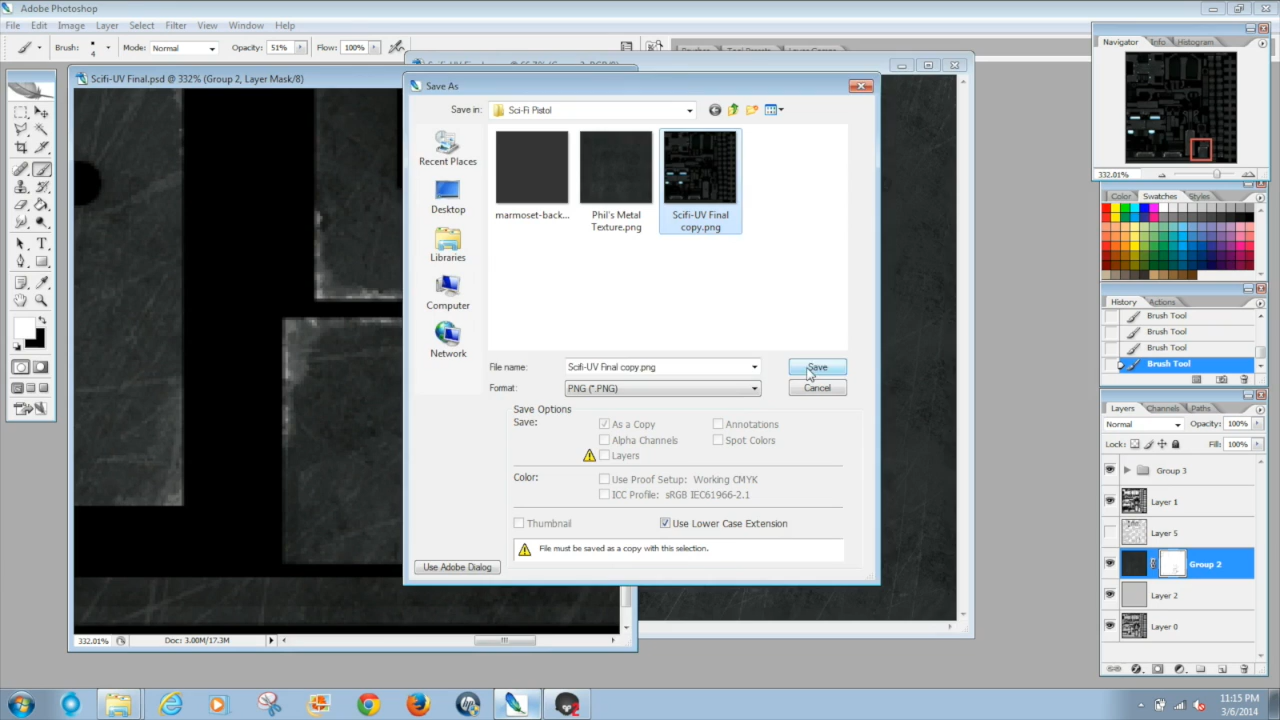 Adobe Photoshop
File Edit Image Layer Select Filter View Window Help
Brush: 4 Mode: Normal Opacity: 51% Flow: 100%
Scifi-UV Final.psd @ 332% (Group 2, Layer Mask/8)
Save As
Save in: Sci-Fi Pistol
Recent Places
Desktop
Libraries
Computer
Network
marmoset-back...
Phil's Metal
Texture.png
Scifi-UV Final
copy.png
File name: Scifi-UV Final copy.png Save
Format: PNG (*.PNG) Cancel
Save Options
Save: As a Copy Annotations
Alpha Channels Spot Colors
Layers
Color: Use Proof Setup: Working CMYK
ICC Profile: sRGB IEC61966-2.1
Thumbnail Use Lower Case Extension
File must be saved as a copy with this selection.
Use Adobe Dialog
332.01% Doc: 3.00M/17.3M
Navigator Info Histogram
332.01%
Color Swatches Styles
History Actions
Brush Tool
Brush Tool
Brush Tool
Brush Tool
Layers Channels Paths
Normal Opacity: 100%
Lock: Fill: 100%
Group 3
Layer 1
Layer 5
Group 2
Layer 2
Layer 0
11:15 PM
3/6/2014